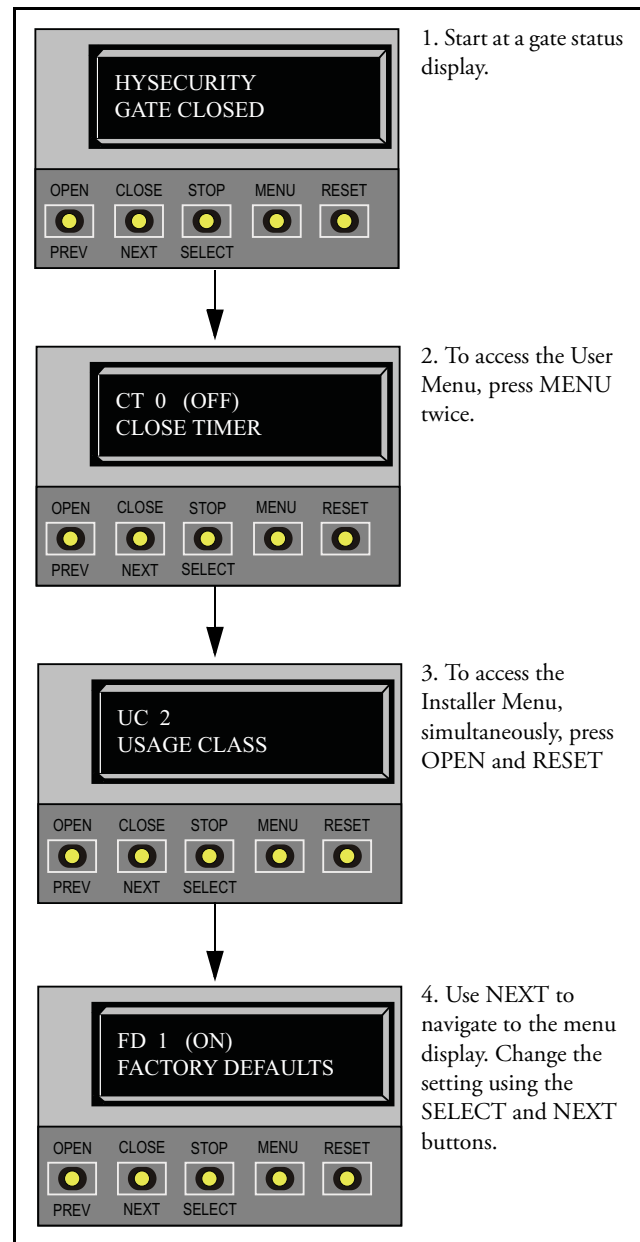 HYSECURITY
GATE CLOSED
OPEN CLOSE STOP MENU RESET
PREV NEXT SELECT
1. Start at a gate status
display.
CT 0 (OFF)
CLOSE TIMER
OPEN CLOSE STOP MENU RESET
PREV NEXT SELECT
2. To access the User
Menu, press MENU
twice.
UC 2
USAGE CLASS
OPEN CLOSE STOP MENU RESET
PREV NEXT SELECT
3. To access the
Installer Menu,
simultaneously, press
OPEN and RESET
FD 1 (ON)
FACTORY DEFAULTS
OPEN CLOSE STOP MENU RESET
PREV NEXT SELECT
4. Use NEXT to
navigate to the menu
display. Change the
setting using the
SELECT and NEXT
buttons.